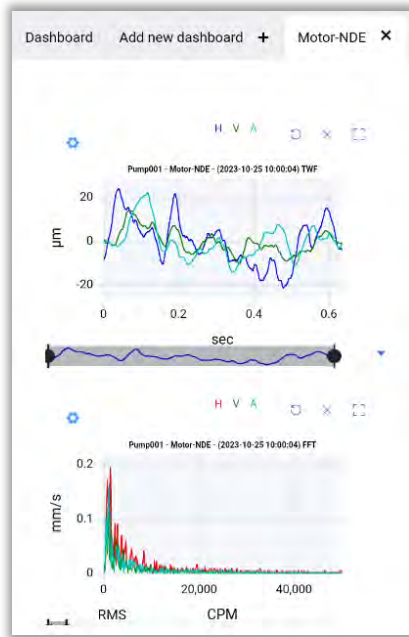 Dashboard Add new dashboard + Motor-NDE ×
H V A
Pump001 - Motor-NDE - (2023-10-25 10:00:04) TWF
20
0
-20
µm
0 0.2 0.4 0.6
sec
H V A
Pump001 - Motor-NDE - (2023-10-25 10:00:04) FFT
0.2
0.1
0
mm/s
0 20,000 40,000
RMS CPM